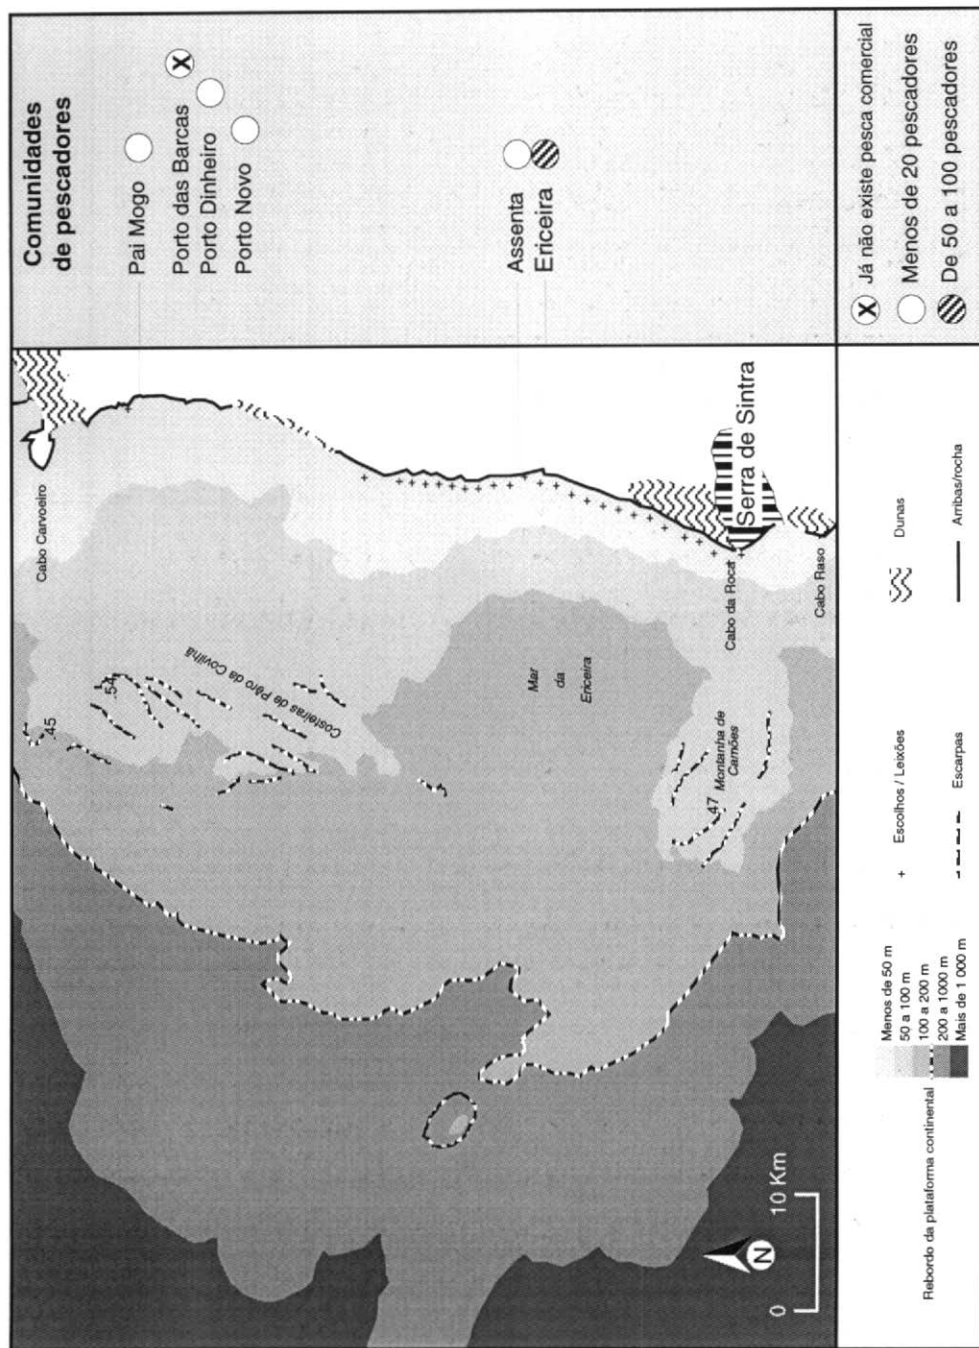 Comunidades
de pescadores
Pai Mogo
Porto das Barcas
X
Porto Dinheiro
Porto Novo
Assenta
Ericeira
X Já não existe pesca comercial
Menos de 20 pescadores
De 50 a 100 pescadores
Cabo Carvoeiro
.45
.54
Costeiras de Pêro da Covilhã
Mar
da
Ericeira
Serra de Sintra
Cabo da Roca
Cabo Raso
Montanha de
Camões
47
N
0 10 Km
Menos de 50 m
50 a 100 m
100 a 200 m
Rebordo da plataforma continental
200 a 1000 m
Mais de 1 000 m
+ Escolhos / Leixões
Escarpas
Dunas
Arribas/rocha